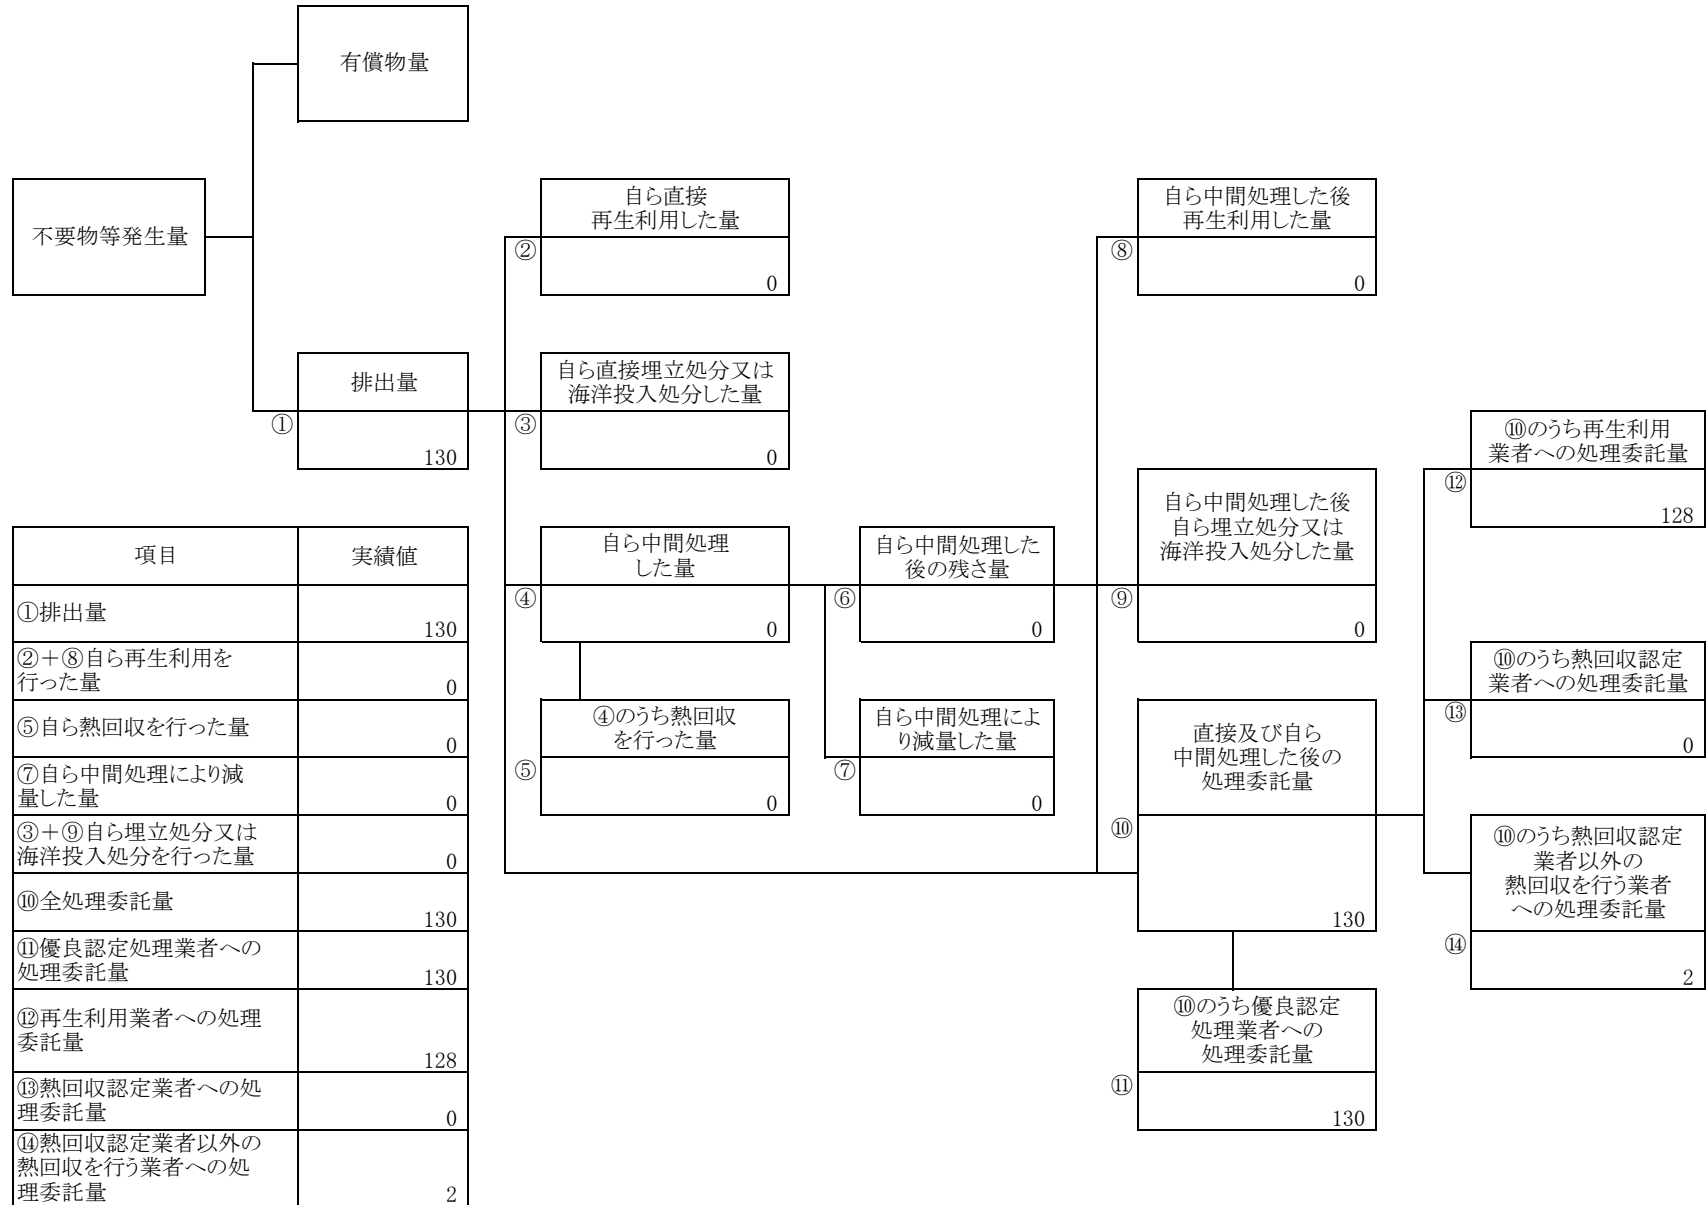 有償物量
不要物等発生量
自ら直接
再生利用した量
②
0
自ら中間処理した後
再生利用した量
⑧
0
排出量
①
130
自ら直接埋立処分又は
海洋投入処分した量
③
0
⑩のうち再生利用
業者への処理委託量
⑫
128
自ら中間処理
した量
④
0
自ら中間処理した
後の残さ量
⑥
0
自ら中間処理した後
自ら埋立処分又は
海洋投入処分した量
⑨
0
⑩のうち熱回収認定
業者への処理委託量
⑬
0
④のうち熱回収
を行った量
⑤
0
自ら中間処理によ
り減量した量
⑦
0
直接及び自ら
中間処理した後の
処理委託量
⑩
130
⑩のうち熱回収認定
業者以外の
熱回収を行う業者
への処理委託量
⑭
2
⑩のうち優良認定
処理業者への
処理委託量
⑪
130
項目 実績値
①排出量
130
②＋⑧自ら再生利用を
行った量
0
⑤自ら熱回収を行った量
0
⑦自ら中間処理により減
量した量
0
③＋⑨自ら埋立処分又は
海洋投入処分を行った量
0
⑩全処理委託量
130
⑪優良認定処理業者への
処理委託量
130
⑫再生利用業者への処理
委託量
128
⑬熱回収認定業者への処
理委託量
0
⑭熱回収認定業者以外の
熱回収を行う業者への処
理委託量
2